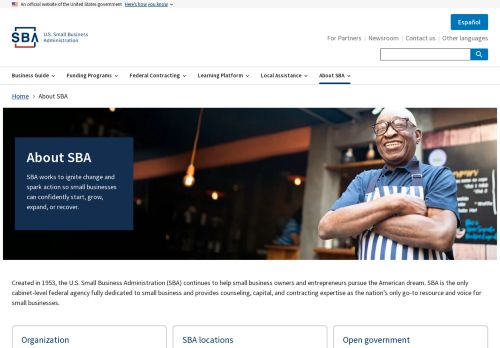 An official website of the United States government Here's how you know
Español
SBA U.S. Small Business
Administration
For Partners Newsroom Contact us Other languages
Business Guide Funding Programs Federal Contracting Learning Platform Local Assistance About SBA
Home About SBA
About SBA
SBA works to ignite change and
spark action so small businesses
can confidently start, grow,
expand, or recover.
Created in 1953, the U.S. Small Business Administration (SBA) continues to help small business owners and entrepreneurs pursue the American dream. SBA is the only
cabinet-level federal agency fully dedicated to small business and provides counseling, capital, and contracting expertise as the nation's only go-to resource and voice for
small businesses.
Organization
SBA locations
Open government